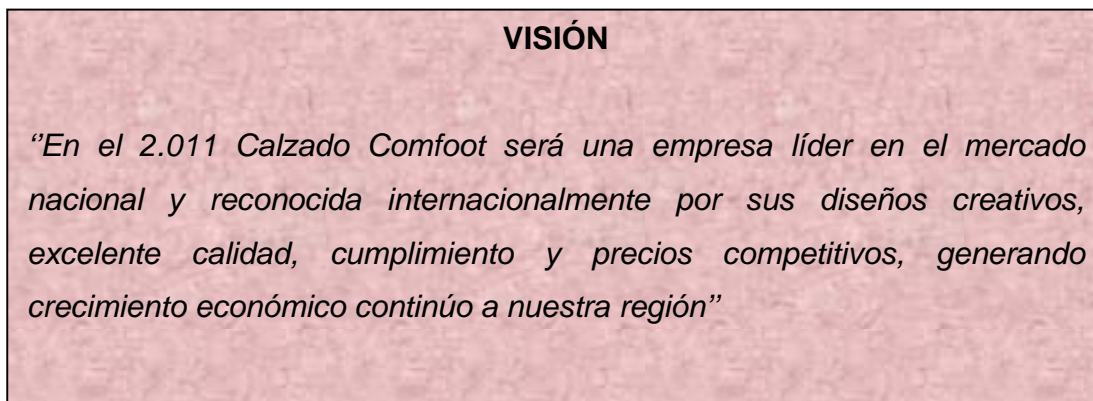 VISIÓN
‘’En el 2.011 Calzado Comfoot será una empresa líder en el mercado
nacional y reconocida internacionalmente por sus diseños creativos,
excelente calidad, cumplimiento y precios competitivos, generando
crecimiento económico continúo a nuestra región’’